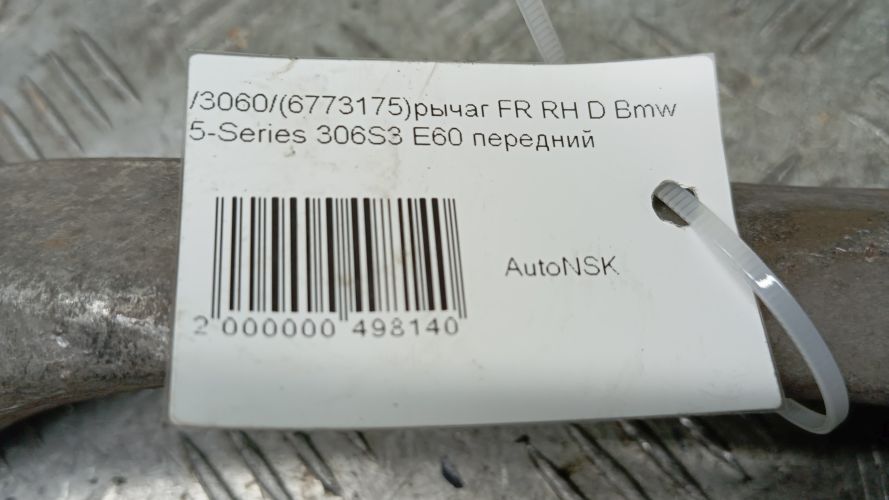 /3060/(6773175)рычаг FR RH D Bmw
5-Series 306S3 E60 передний
AutoNSK
2 000000 498140